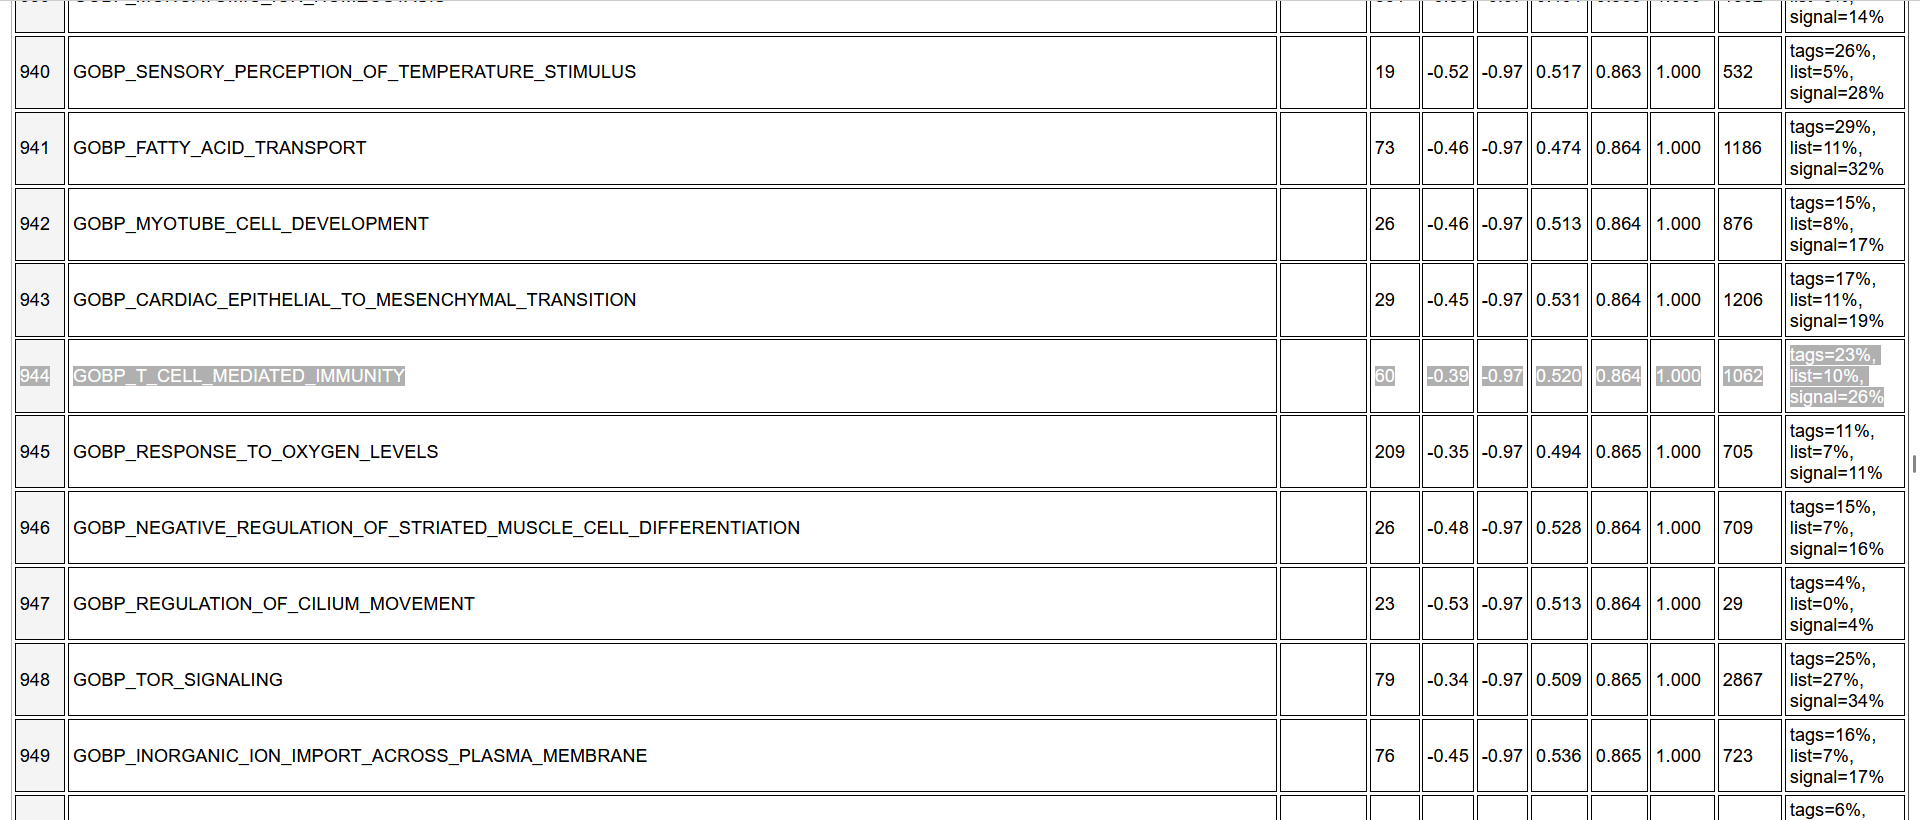 signal=14%
940 GOBP_SENSORY_PERCEPTION_OF_TEMPERATURE_STIMULUS 19 -0.52 -0.97 0.517 0.863 1.000 532 tags=26%,
list=5%,
signal=28%
941 GOBP_FATTY_ACID_TRANSPORT 73 -0.46 -0.97 0.474 0.864 1.000 1186 tags=29%,
list=11%,
signal=32%
942 GOBP_MYOTUBE_CELL_DEVELOPMENT 26 -0.46 -0.97 0.513 0.864 1.000 876 tags=15%,
list=8%,
signal=17%
943 GOBP_CARDIAC_EPITHELIAL_TO_MESENCHYMAL_TRANSITION 29 -0.45 -0.97 0.531 0.864 1.000 1206 tags=17%,
list=11%,
signal=19%
944 GOBP_T_CELL_MEDIATED_IMMUNITY 60 -0.39 -0.97 0.520 0.864 1.000 1062 tags=23%,
list=10%,
signal=26%
945 GOBP_RESPONSE_TO_OXYGEN_LEVELS 209 -0.35 -0.97 0.494 0.865 1.000 705 tags=11%,
list=7%,
signal=11%
946 GOBP_NEGATIVE_REGULATION_OF_STRIATED_MUSCLE_CELL_DIFFERENTIATION 26 -0.48 -0.97 0.528 0.864 1.000 709 tags=15%,
list=7%,
signal=16%
947 GOBP_REGULATION_OF_CILIUM_MOVEMENT 23 -0.53 -0.97 0.513 0.864 1.000 29 tags=4%,
list=0%,
signal=4%
948 GOBP_TOR_SIGNALING 79 -0.34 -0.97 0.509 0.865 1.000 2867 tags=25%,
list=27%,
signal=34%
949 GOBP_INORGANIC_ION_IMPORT_ACROSS_PLASMA_MEMBRANE 76 -0.45 -0.97 0.536 0.865 1.000 723 tags=16%,
list=7%,
signal=17%
tags=6%,